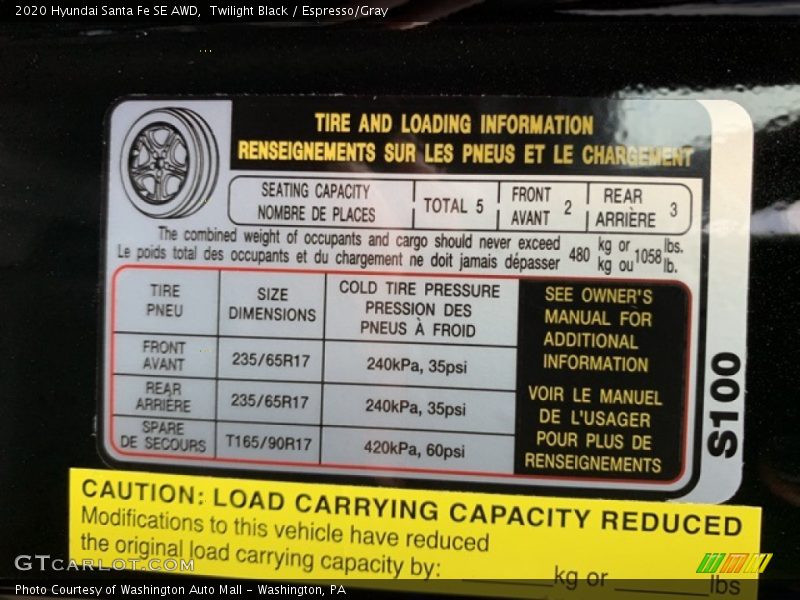 2020 Hyundai Santa Fe SE AWD,  Twilight Black / Espresso/Gray
TIRE AND LOADING INFORMATION
RENSEIGNEMENTS SUR LES PNEUS ET LE CHARGEMENT
SEATING CAPACITY
NOMBRE DE PLACES
TOTAL 5
FRONT
AVANT
2
REAR
ARRIÈRE
3
The combined weight of occupants and cargo should never exceed
Le poids total des occupants et du chargement ne doit jamais dépasser
480
kg or
kg ou
1058
lbs.
lb.
TIRE
PNEU
SIZE
DIMENSIONS
COLD TIRE PRESSURE
PRESSION DES
PNEUS À FROID
FRONT
AVANT
235/65R17
240kPa, 35psi
REAR
ARRIÈRE
235/65R17
240kPa, 35psi
SPARE
DE SECOURS
T165/90R17
420kPa, 60psi
SEE OWNER'S
MANUAL FOR
ADDITIONAL
INFORMATION
VOIR LE MANUEL
DE L'USAGER
POUR PLUS DE
RENSEIGNEMENTS
S100
CAUTION: LOAD CARRYING CAPACITY REDUCED
Modifications to this vehicle have reduced
the original load carrying capacity by: ______kg or ______lbs
GTCARLOT.COM
Photo Courtesy of Washington Auto Mall - Washington, PA